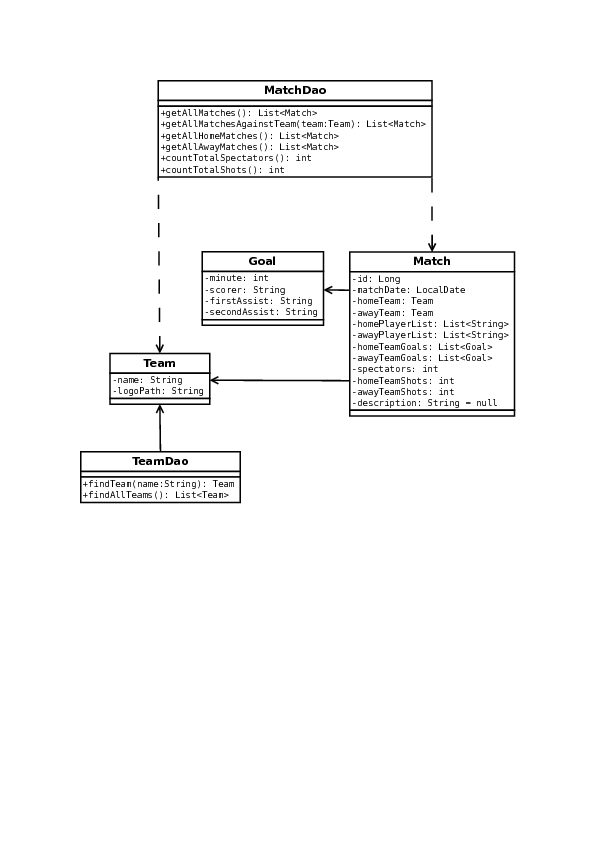 MatchDao
+getAllMatches(): List<Match>
+getAllMatchesAgainstTeam(team:Team): List<Match>
+getAllHomeMatches(): List<Match>
+getAllAwayMatches(): List<Match>
+countTotalSpectators(): int
+countTotalShots(): int
Goal
-minute: int
-scorer: String
-firstAssist: String
-secondAssist: String
Match
-id: Long
-matchDate: LocalDate
-homeTeam: Team
-awayTeam: Team
-homePlayerList: List<String>
-awayPlayerList: List<String>
-homeTeamGoals: List<Goal>
-awayTeamGoals: List<Goal>
-spectators: int
-homeTeamShots: int
-awayTeamShots: int
-description: String = null
Team
-name: String
-logoPath: String
TeamDao
+findTeam(name:String): Team
+findAllTeams(): List<Team>